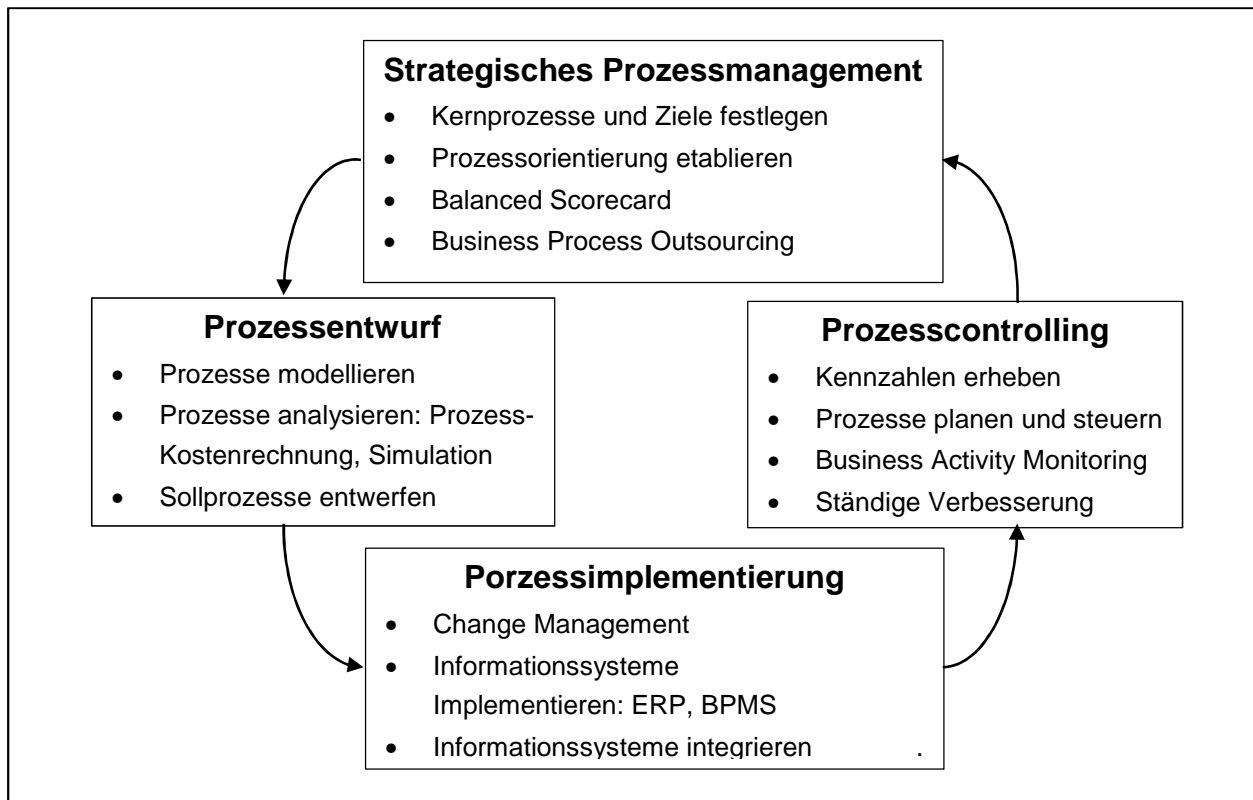 Strategisches Prozessmanagement
• Kernprozesse und Ziele festlegen
• Prozessorientierung etablieren
• Balanced Scorecard
• Business Process Outsourcing
Prozessentwurf
• Prozesse modellieren
• Prozesse analysieren: Prozess-
Kostenrechnung, Simulation
• Sollprozesse entwerfen
Prozesscontrolling
• Kennzahlen erheben
• Prozesse planen und steuern
• Business Activity Monitoring
• Ständige Verbesserung
Porzessimplementierung
• Change Management
• Informationssysteme
Implementieren: ERP, BPMS
• Informationssysteme integrieren .